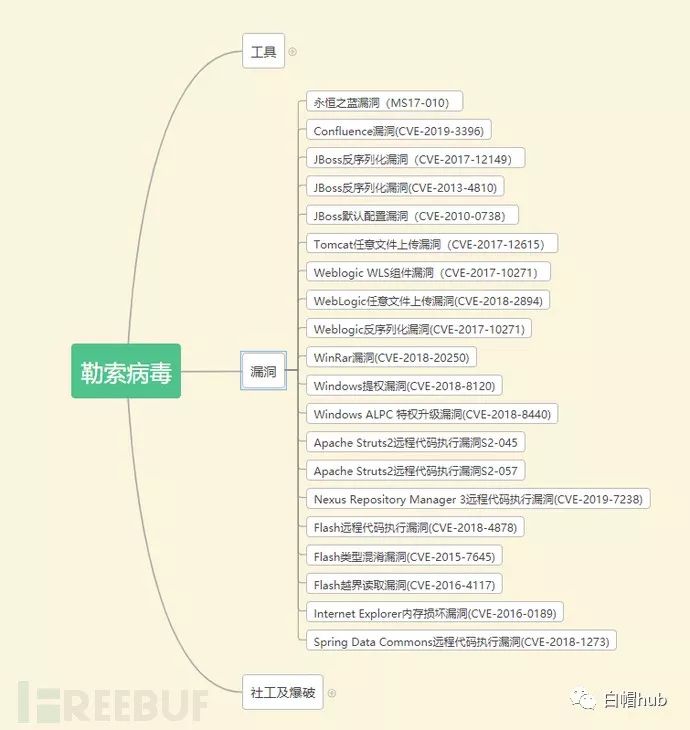 工具
永恒之蓝漏洞（MS17-010）
Confluence漏洞(CVE-2019-3396)
JBoss反序列化漏洞（CVE-2017-12149）
JBoss反序列化漏洞(CVE-2013-4810)
JBoss默认配置漏洞（CVE-2010-0738）
Tomcat任意文件上传漏洞（CVE-2017-12615）
Weblogic WLS组件漏洞（CVE-2017-10271）
WebLogic任意文件上传漏洞(CVE-2018-2894)
Weblogic反序列化漏洞(CVE-2017-10271)
WinRar漏洞(CVE-2018-20250)
勒索病毒
漏洞
Windows提权漏洞(CVE-2018-8120)
Windows ALPC 特权升级漏洞(CVE-2018-8440)
Apache Struts2远程代码执行漏洞S2-045
Apache Struts2远程代码执行漏洞S2-057
Nexus Repository Manager 3远程代码执行漏洞(CVE-2019-7238)
Flash远程代码执行漏洞(CVE-2018-4878)
Flash类型混淆漏洞(CVE-2015-7645)
Flash越界读取漏洞(CVE-2016-4117)
Internet Explorer内存损坏漏洞(CVE-2016-0189)
Spring Data Commons远程代码执行漏洞(CVE-2018-1273)
社工及爆破
FREEBUF
白帽hub